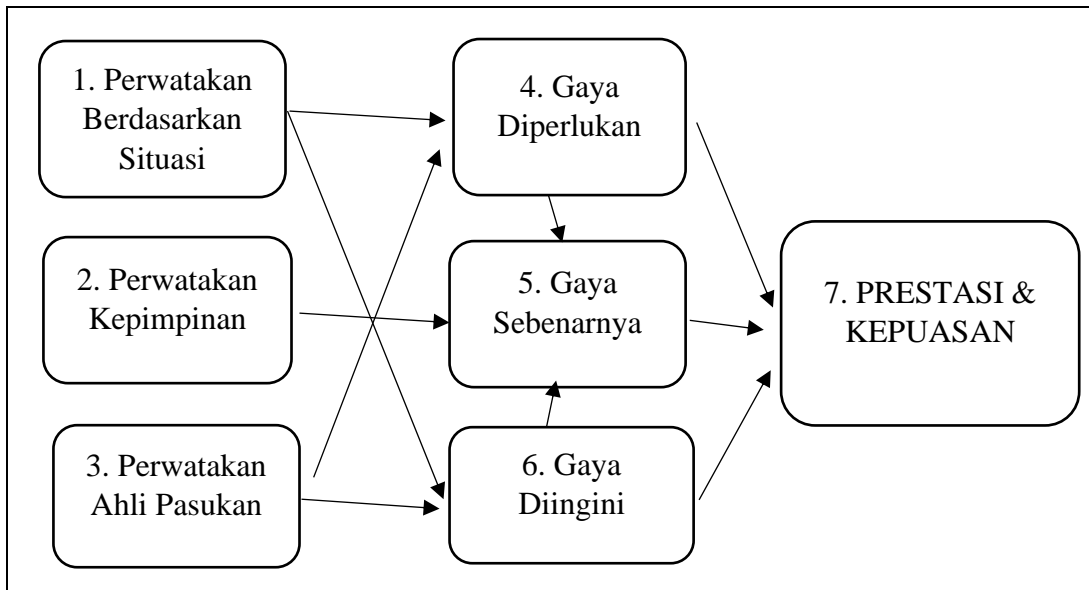 1. Perwatakan
Berdasarkan
Situasi
2. Perwatakan
Kepimpinan
3. Perwatakan
Ahli Pasukan
4. Gaya
Diperlukan
5. Gaya
Sebenarnya
6. Gaya
Diingini
7. PRESTASI &
KEPUASAN